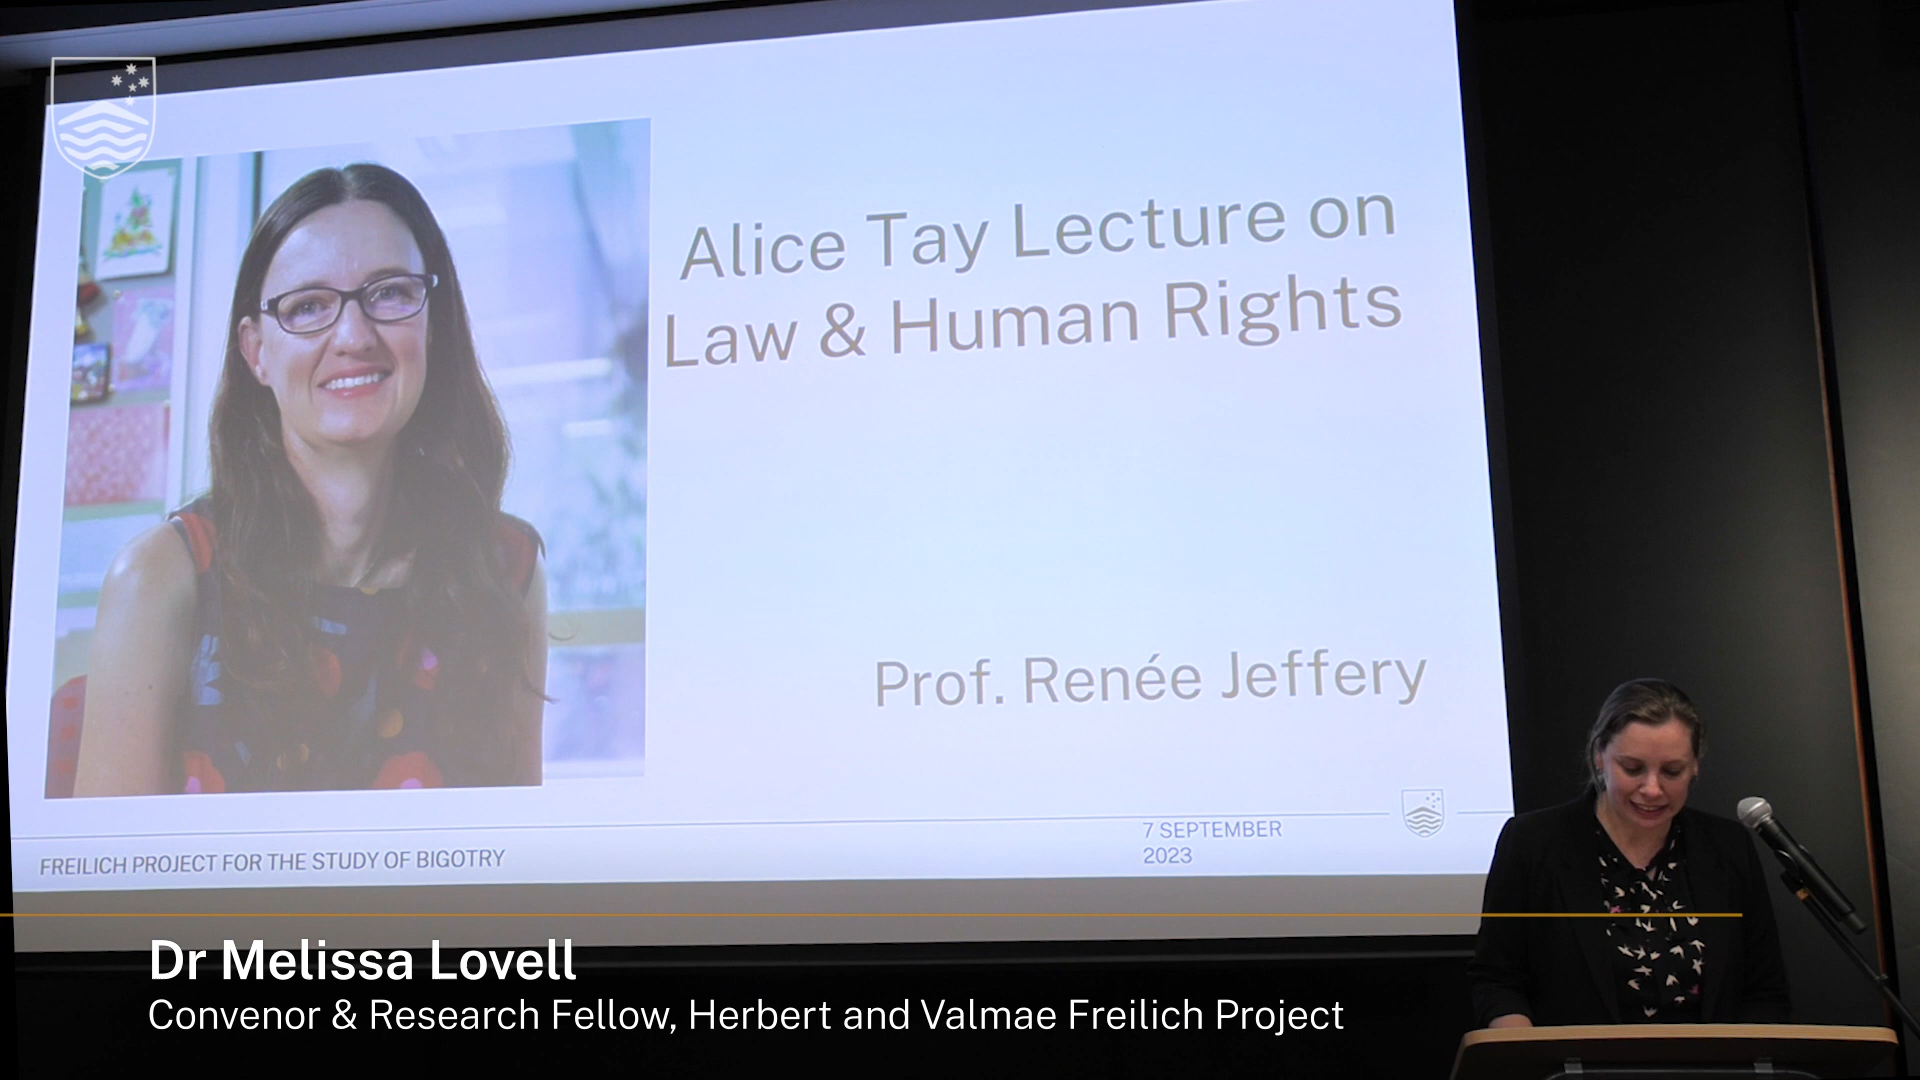 Alice Tay Lecture on
Law & Human Rights
Prof. Renée Jeffery
7 SEPTEMBER
2023
FREILICH PROJECT FOR THE STUDY OF BIGOTRY
Dr Melissa Lovell
Convenor & Research Fellow, Herbert and Valmae Freilich Project